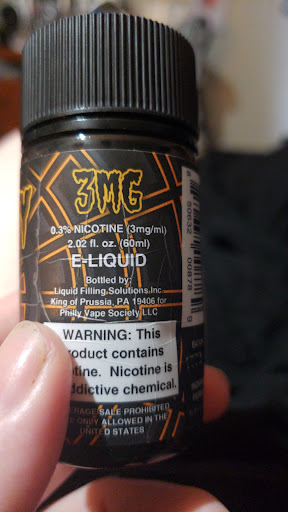 Y
3MG
0.3% NICOTINE (3mg/ml)
2.02 fl. oz. (60ml)
E-LIQUID
Bottled by:
Liquid Filling Solutions, Inc.
King of Prussia, PA 19406 for
Philly Vape Society LLC
WARNING: This
roduct contains
otine. Nicotine is
ddictive chemical.
RAGE SALE PROHIBITED
E ONLY ALLOWED IN THE
UNITED STATES